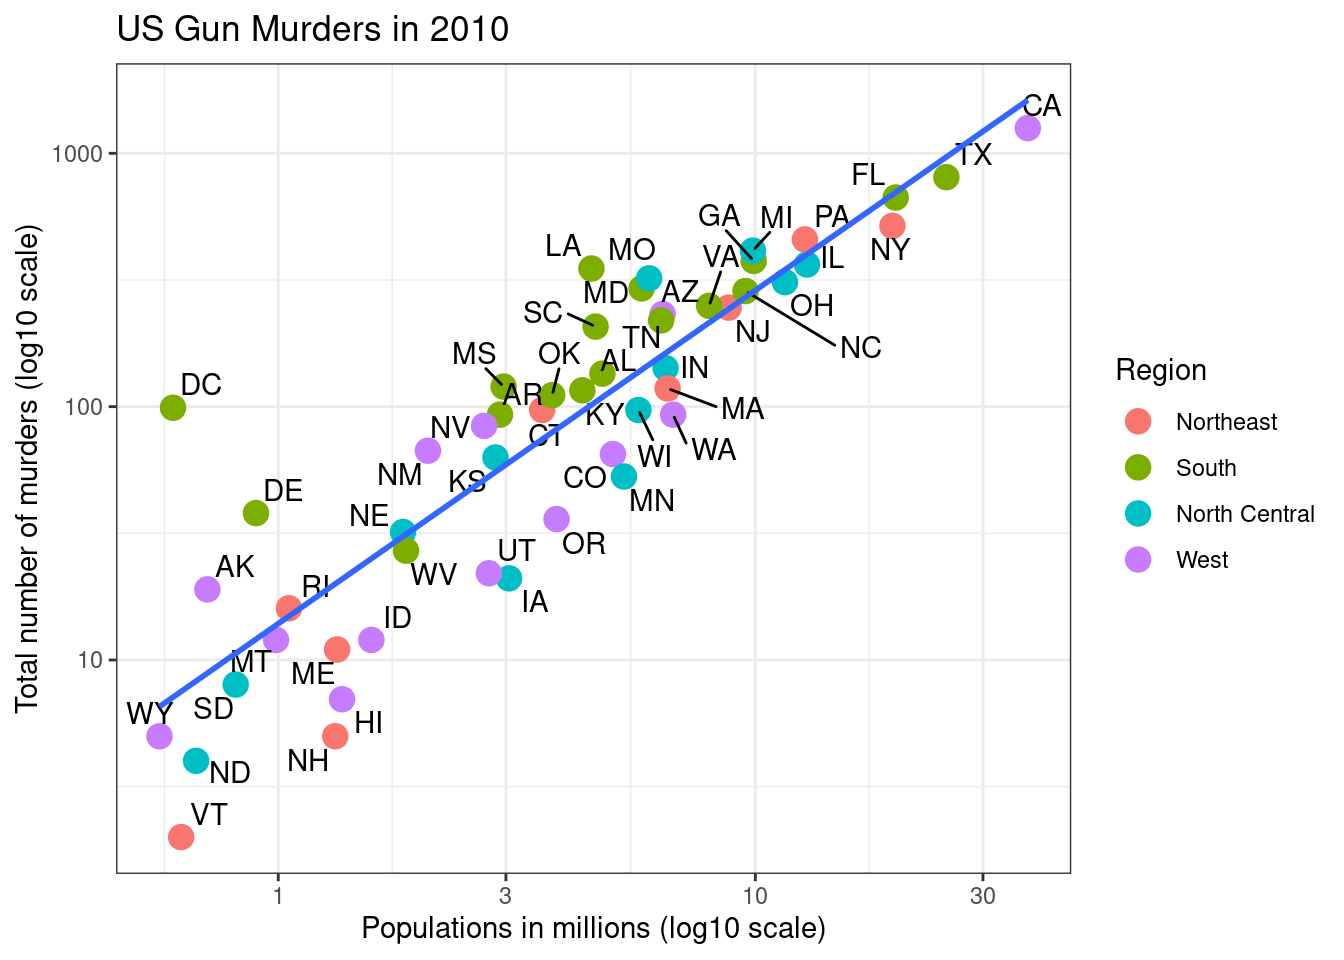 US Gun Murders in 2010
CA
1000
TX
FL
GA
MI
PA
NY
LA
MO
VA
IL
MD
AZ
OH
SC
TN
NJ
NC
MS
OK
AL
IN
DC
AR
MA
100
KY
NV
CT
WA
WI
NM
KS
CO
DE
MN
NE
OR
UT
AK
WV
RI
IA
ID
10
MT
ME
SD
WY
HI
NH
ND
VT
1
3
10
30
Populations in millions (log10 scale)
Total number of murders (log10 scale)
Region
Northeast
South
North Central
West